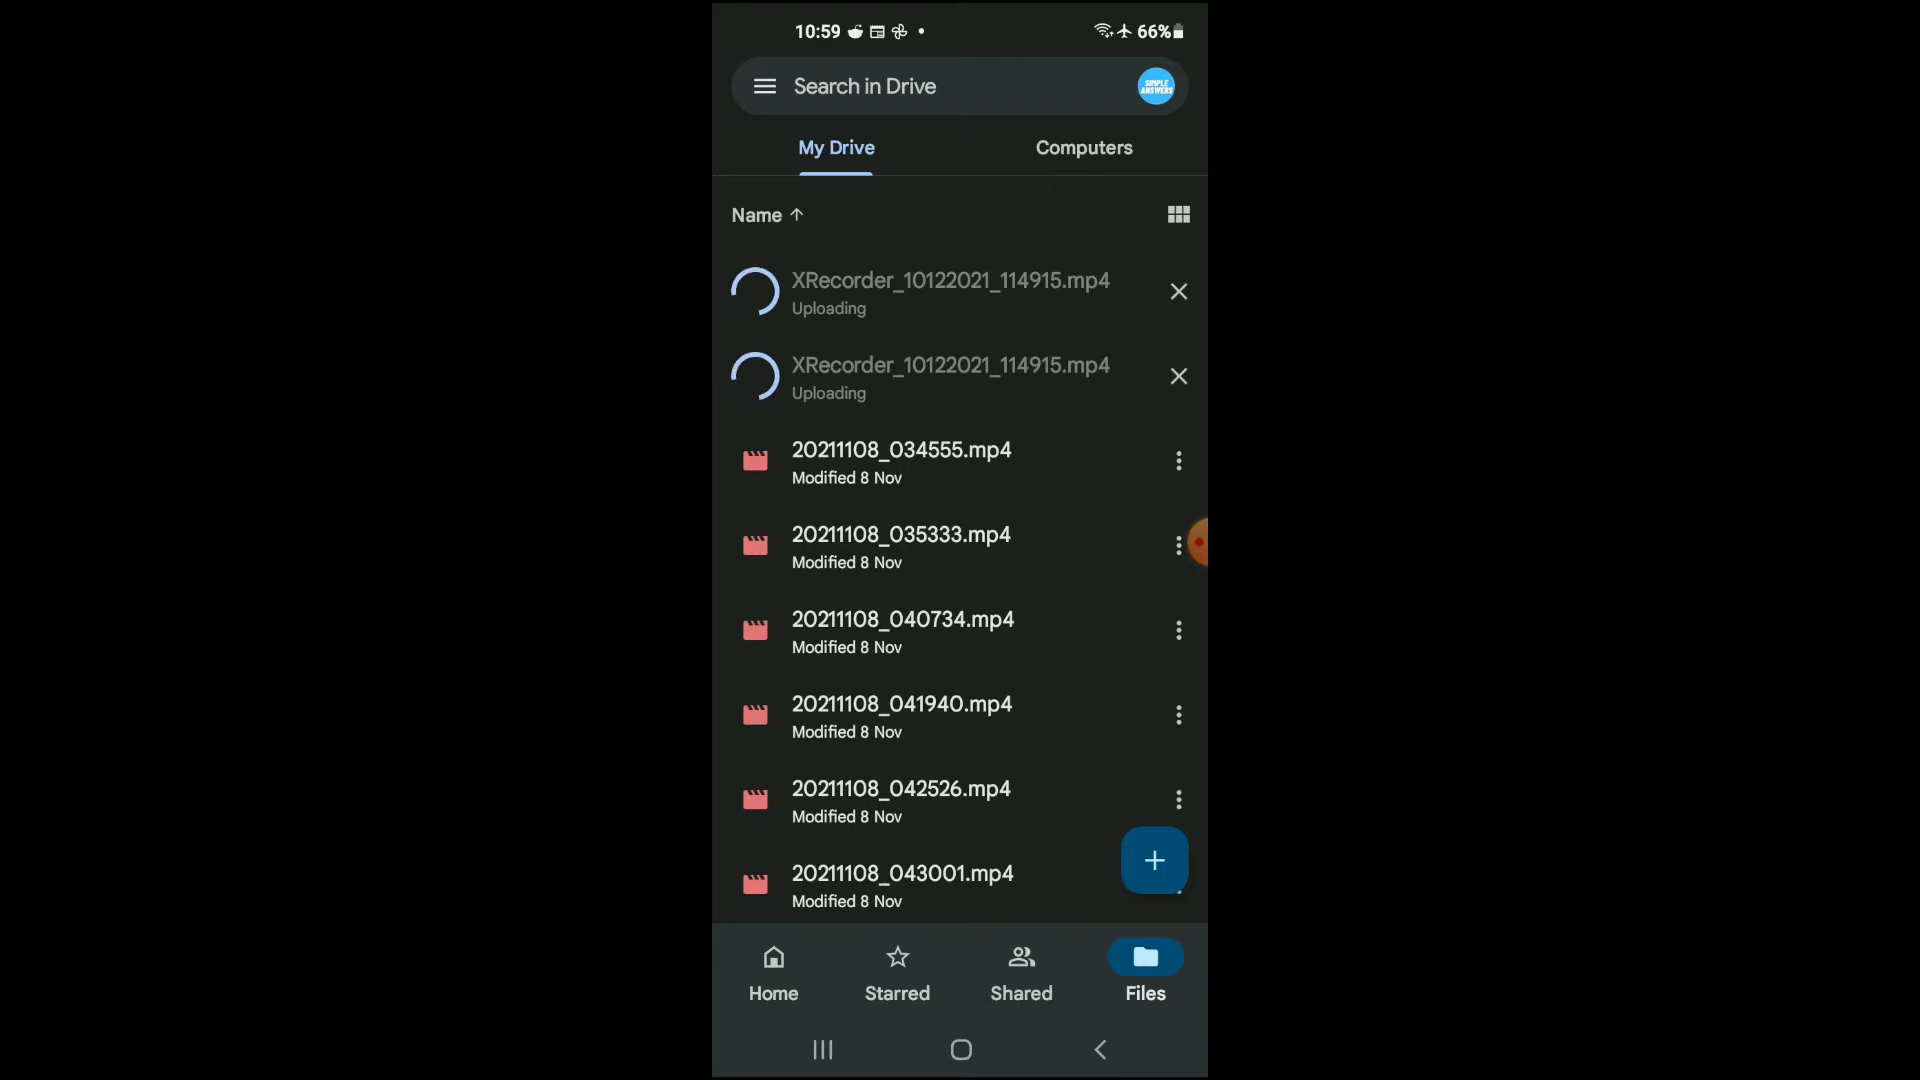 10:59 66%
Search in Drive
SIMPLE
ANSWERS
My Drive Computers
Name
XRecorder_10122021_114915.mp4
Uploading
XRecorder_10122021_114915.mp4
Uploading
20211108_034555.mp4
Modified 8 Nov
20211108_035333.mp4
Modified 8 Nov
20211108_040734.mp4
Modified 8 Nov
20211108_041940.mp4
Modified 8 Nov
20211108_042526.mp4
Modified 8 Nov
20211108_043001.mp4
Modified 8 Nov
Home Starred Shared Files